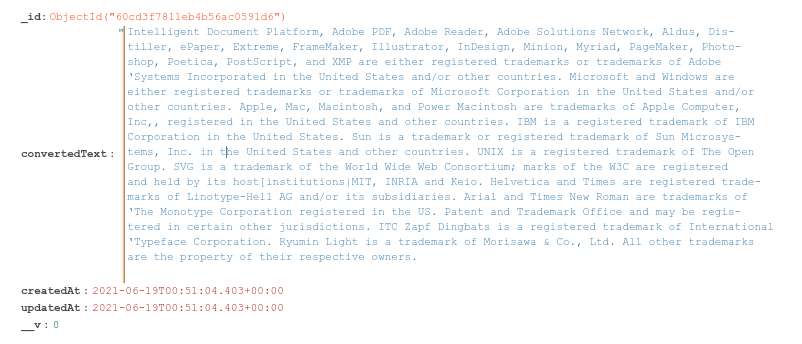 _id: ObjectId("60cd3f7811eb4b56ac0591d6")
" Intelligent Document Platform, Adobe PDF, Adobe Reader, Adobe Solutions Network, Aldus, Dis-
tiller, ePaper, Extreme, FrameMaker, Illustrator, InDesign, Minion, Myriad, PageMaker, Photo-
shop, Poetica, PostScript, and XMP are either registered trademarks or trademarks of Adobe
'Systems Incorporated in the United States and/or other countries. Microsoft and Windows are
either registered trademarks or trademarks of Microsoft Corporation in the United States and/or
other countries. Apple, Mac, Macintosh, and Power Macintosh are trademarks of Apple Computer,
Inc,, registered in the United States and other countries. IBM is a registered trademark of IBM
Corporation in the United States. Sun is a trademark or registered trademark of Sun Microsys-
convertedText : tems, Inc. in the United States and other countries. UNIX is a registered trademark of The Open
Group. SVG is a trademark of the World Wide Web Consortium; marks of the W3C are registered
and held by its host[institutions|MIT, INRIA and Keio. Helvetica and Times are registered trade-
marks of Linotype-Hell AG and/or its subsidiaries. Arial and Times New Roman are trademarks of
'The Monotype Corporation registered in the US. Patent and Trademark Office and may be regis-
tered in certain other jurisdictions. ITC Zapf Dingbats is a registered trademark of International
'Typeface Corporation. Ryumin Light is a trademark of Morisawa & Co., Ltd. All other trademarks
are the property of their respective owners.
createdAt : 2021-06-19T00:51:04.403+00:00
updatedAt : 2021-06-19T00:51:04.403+00:00
__v : 0